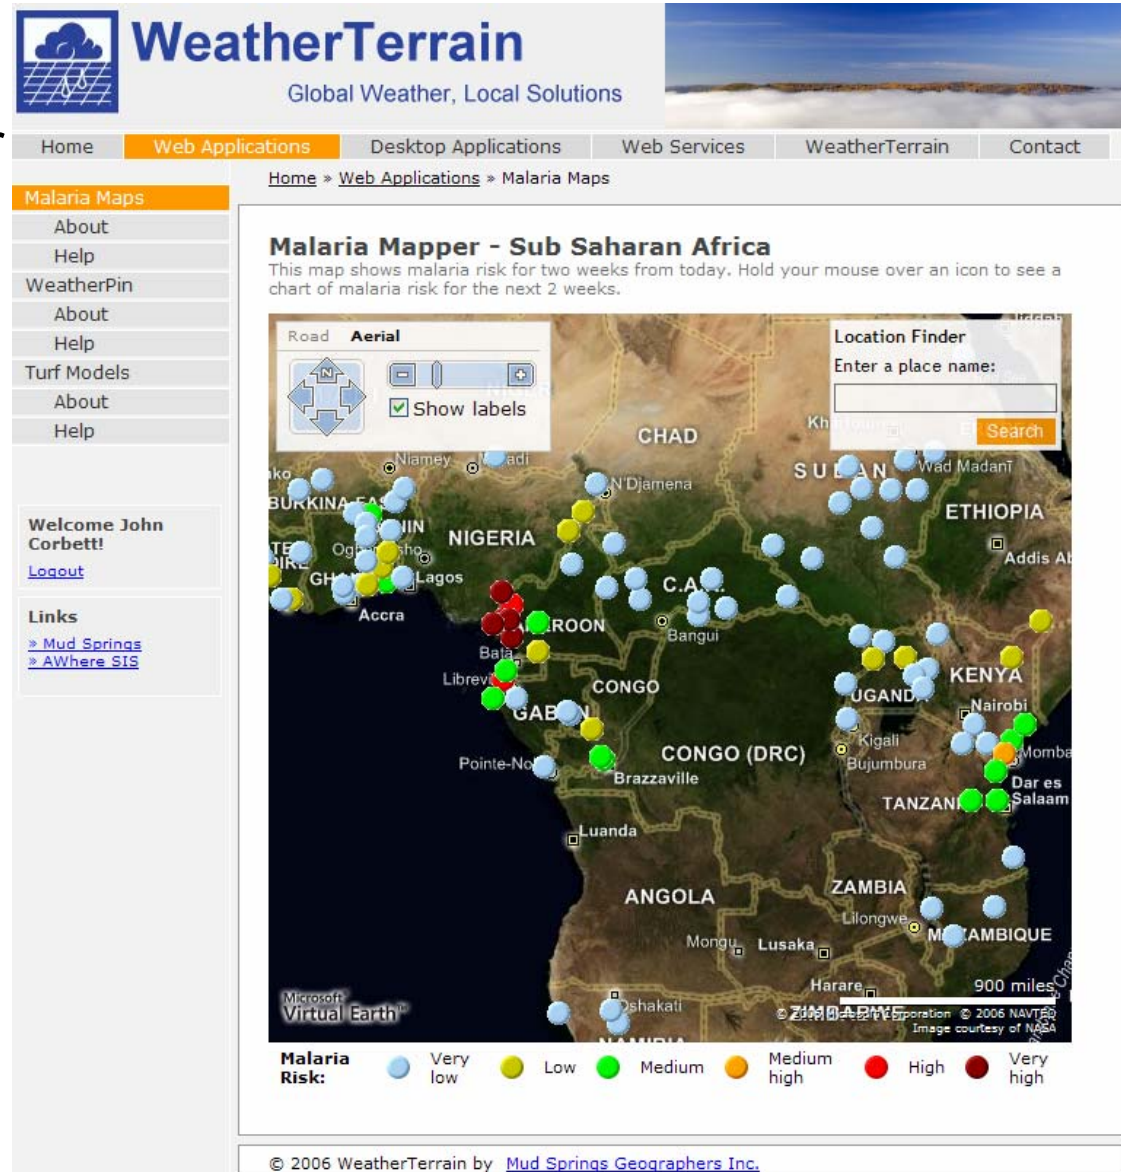 WeatherTerrain
Global Weather, Local Solutions
Home Web Applications Desktop Applications Web Services WeatherTerrain Contact
Home » Web Applications » Malaria Maps
Malaria Maps
About
Help
WeatherPin
About
Help
Turf Models
About
Help
Welcome John
Corbett!
Logout
Links
» Mud Springs
» AWhere SIS
Malaria Mapper - Sub Saharan Africa
This map shows malaria risk for two weeks from today. Hold your mouse over an icon to see a
chart of malaria risk for the next 2 weeks.
Road Aerial
N
Show labels
Location Finder
Enter a place name:
Search
CHAD
Niamey
N'Djamena
Wad Madanī
ETHIOPIA
NIGERIA
Addis
Lagos
Accra
Bangui
Bata
CONGO
KENYA
Nairobi
Kigali
CONGO (DRC)
Bujumbura
Brazzaville
Dar es
Salaam
Luanda
ANGOLA
ZAMBIA
Lilongwe
Mongu
Lusaka
Harare
900 miles
Microsoft
Virtual Earth™
© 2006 NAVTEQ
Image courtesy of NASA
Malaria
Risk:
Very
low
Low
Medium
Medium
high
High
Very
high
© 2006 WeatherTerrain by Mud Springs Geographers Inc.